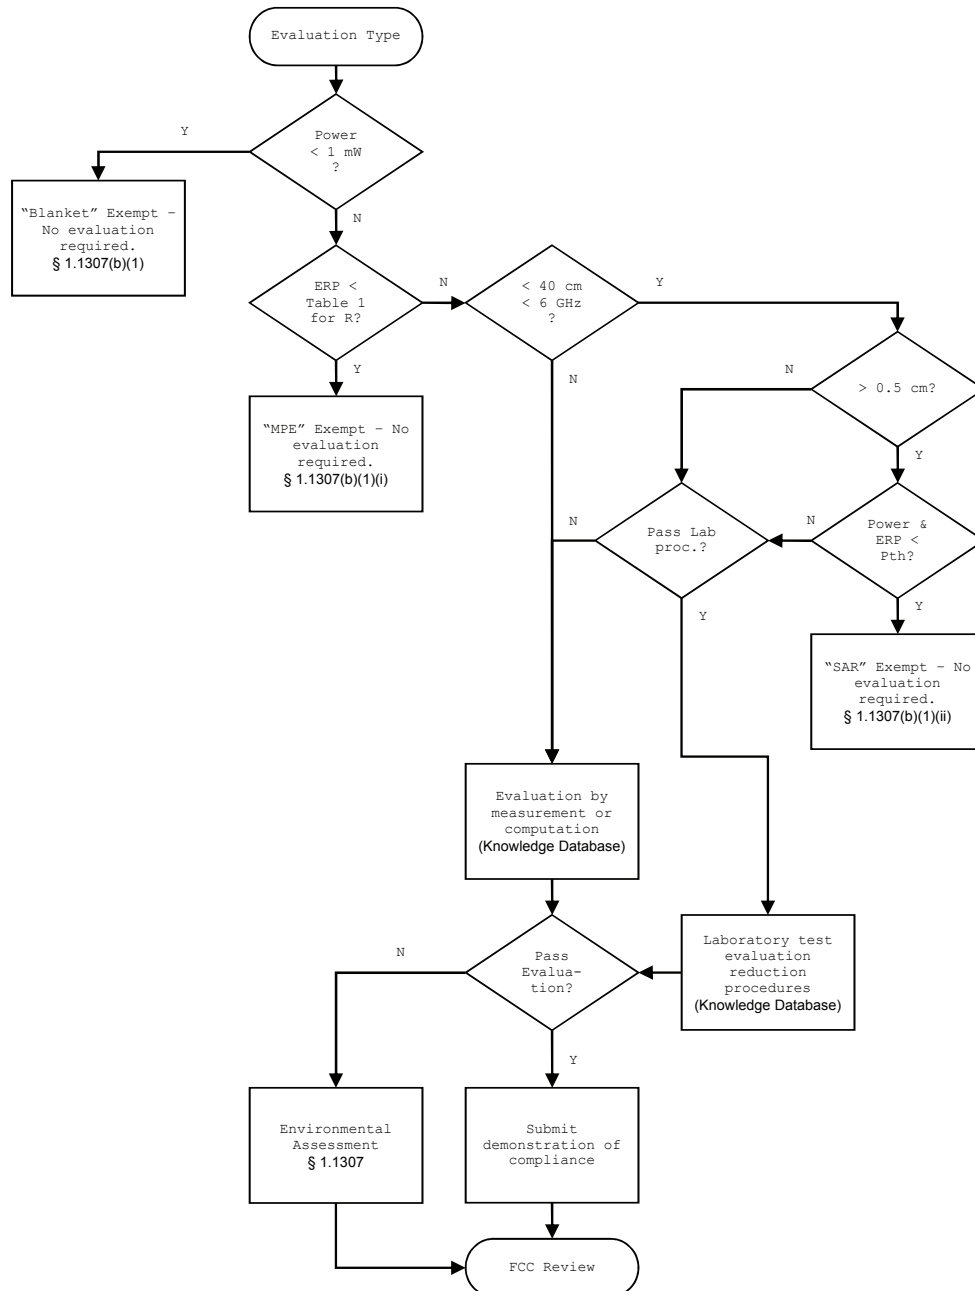 Evaluation Type
Y
Power
< 1 mW
?
"Blanket" Exempt –
No evaluation
required.
§ 1.1307(b)(1)
N
ERP <
Table 1
for R?
N
< 40 cm
< 6 GHz
?
Y
Y
N
N
> 0.5 cm?
"MPE" Exempt – No
evaluation
required.
§ 1.1307(b)(1)(i)
Y
N
Pass Lab
proc.?
N
Power &
ERP <
Pth?
Y
Y
"SAR" Exempt – No
evaluation
required.
§ 1.1307(b)(1)(ii)
Evaluation by
measurement or
computation
(Knowledge Database)
Laboratory test
evaluation
reduction
procedures
(Knowledge Database)
N
Pass
Evalua-
tion?
Y
Environmental
Assessment
§ 1.1307
Submit
demonstration of
compliance
FCC Review